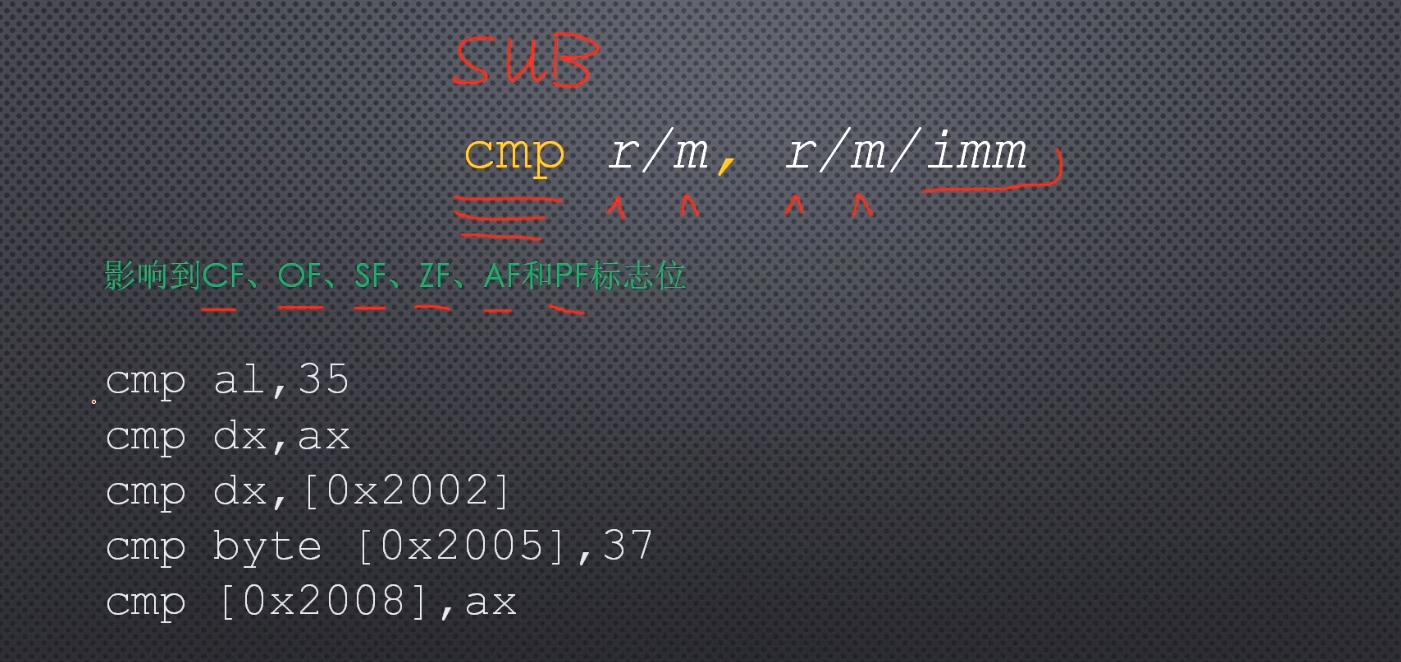 SUB
cmp r/m, r/m/imm
影响到CF、OF、SF、ZF、AF和PF标志位
cmp al,35
cmp dx,ax
cmp dx,[0x2002]
cmp byte [0x2005],37
cmp [0x2008],ax